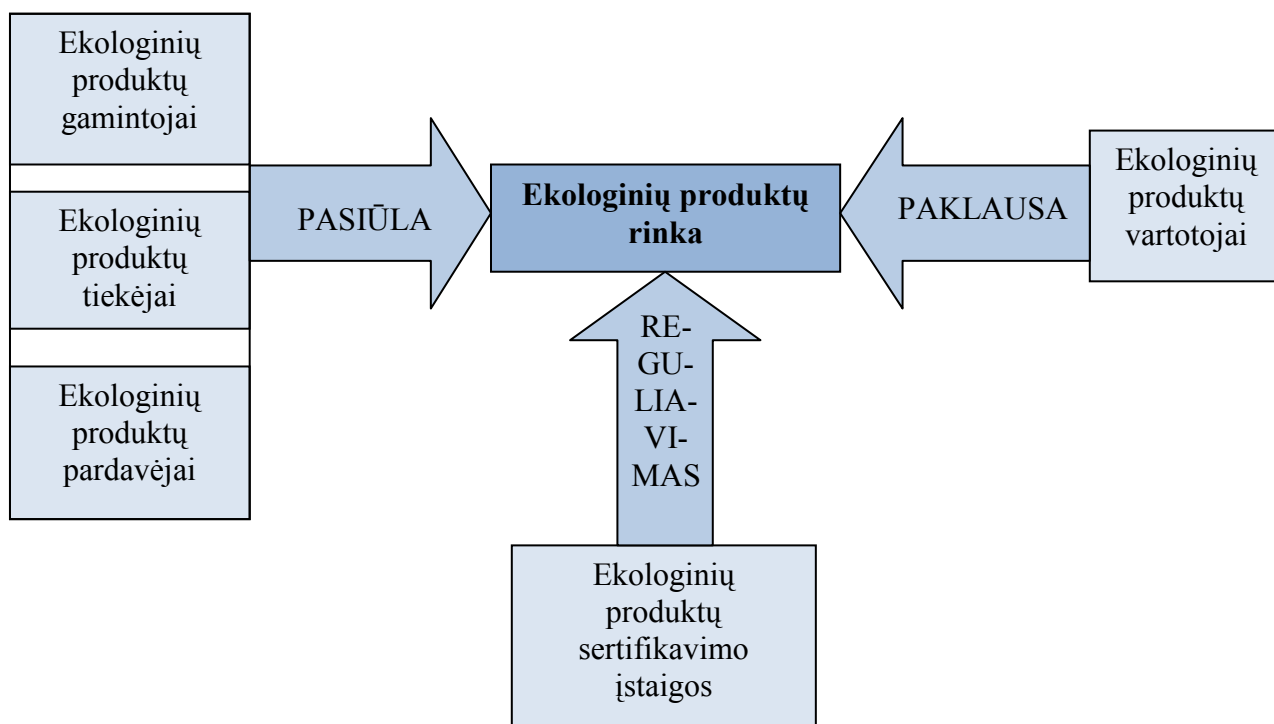 Ekologinių
produktų
gamintojai
Ekologinių
produktų
tiekėjai
Ekologinių
produktų
pardavėjai
PASIŪLA
Ekologinių produktų
rinka
PAKLAUSA
Ekologinių
produktų
vartotojai
RE-
GU-
LIA-
VI-
MAS
Ekologinių
produktų
sertifikavimo
įstaigos